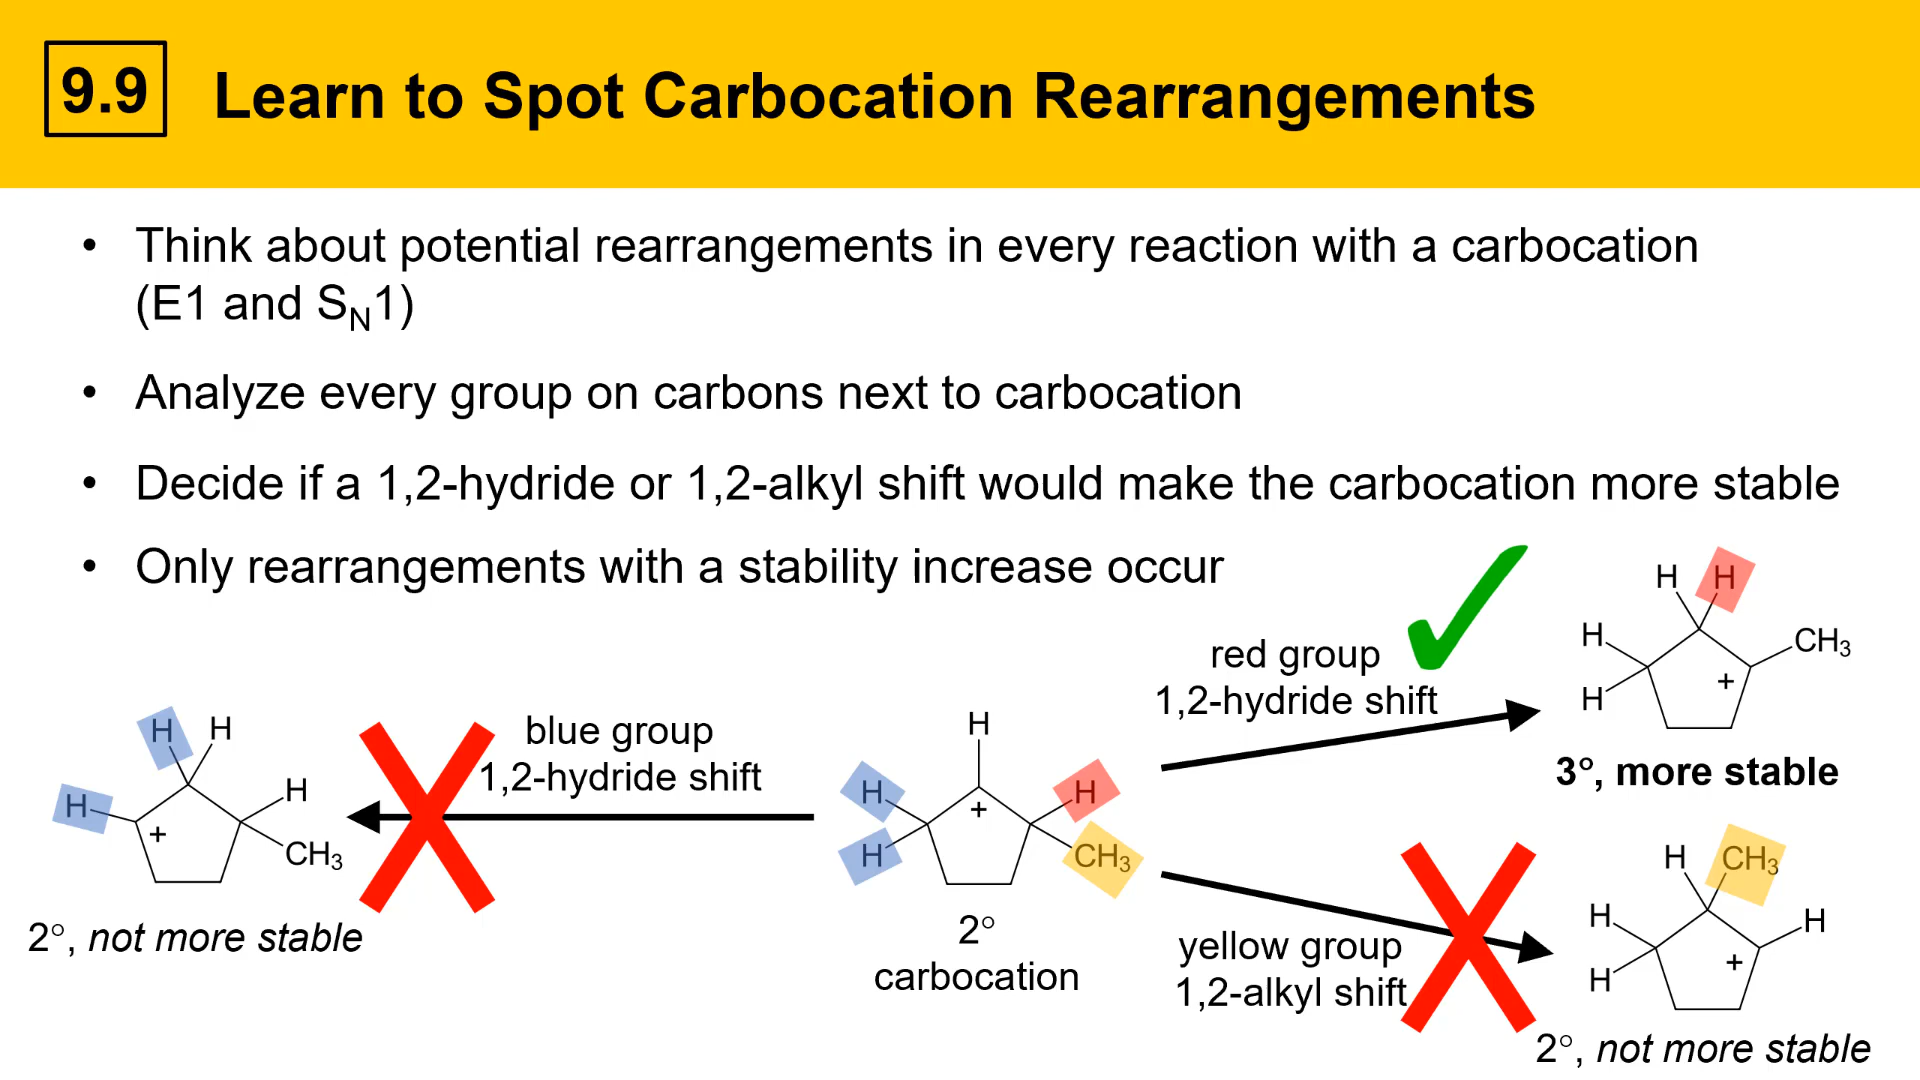 9.9
Learn to Spot Carbocation Rearrangements
• Think about potential rearrangements in every reaction with a carbocation
(E1 and S_N1)
• Analyze every group on carbons next to carbocation
• Decide if a 1,2-hydride or 1,2-alkyl shift would make the carbocation more stable
• Only rearrangements with a stability increase occur
H H
H
+
H
CH₃
2°, not more stable
blue group
1,2-hydride shift
H
H
H
+
H
CH₃
2°
carbocation
red group
1,2-hydride shift
H H
H
CH₃
+
H
3°, more stable
yellow group
1,2-alkyl shift
H CH₃
H
H
+
H
2°, not more stable